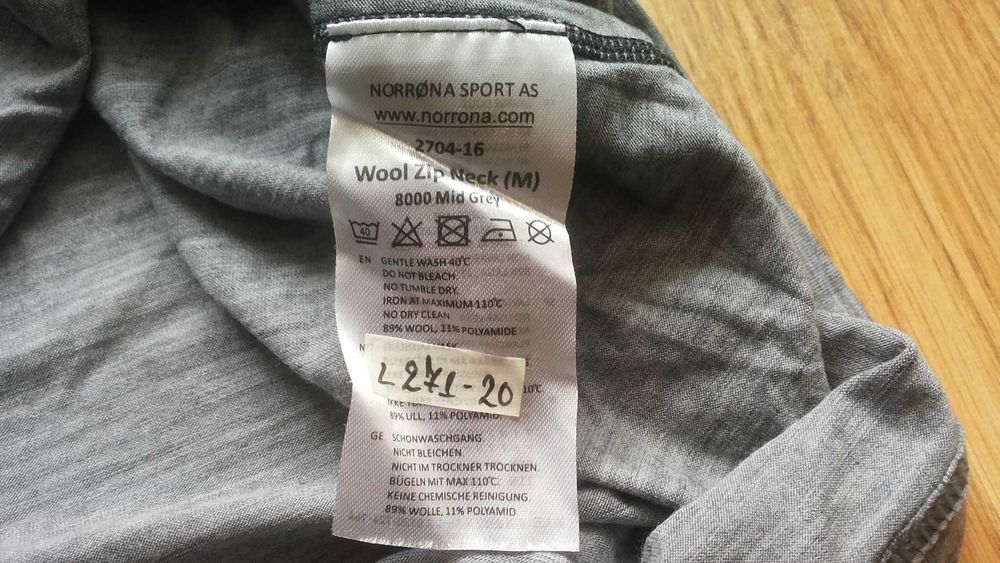 NORRØNA SPORT AS
www.norrona.com
2704-16
Wool Zip Neck (M)
8000 Mid Grey
40
EN GENTLE WASH 40°C
DO NOT BLEACH.
NO TUMBLE DRY.
IRON AT MAXIMUM 110°C
NO DRY CLEAN.
89% WOOL, 11% POLYAMIDE
L271-20
10°C
89% ULL, 11% POLYAMID.
GE SCHONWASCHGANG.
NICHT BLEICHEN.
NICHT IM TROCKNER TROCKNEN.
BÜGELN MIT MAX 110°C.
KEINE CHEMISCHE REINIGUNG.
89% WOLLE, 11% POLYAMID